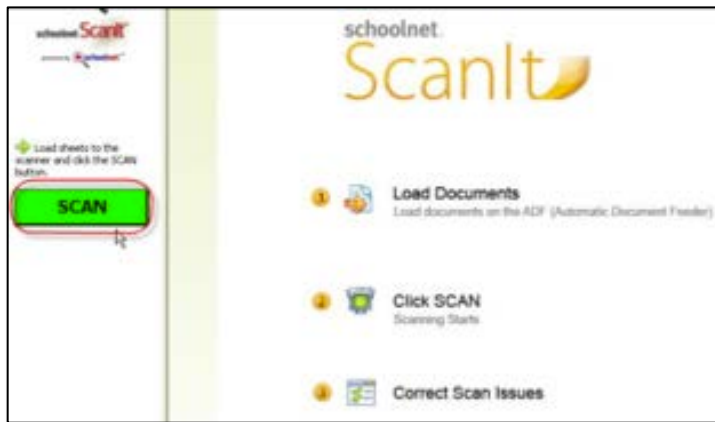 schoolnet ScanIt
schoolnet
Load sheets to the
scanner and click the SCAN
button.
SCAN
schoolnet.
ScanIt
1
Load Documents
Load documents on the ADF (Automatic Document Feeder)
2
Click SCAN
Scanning Starts
3
Correct Scan Issues